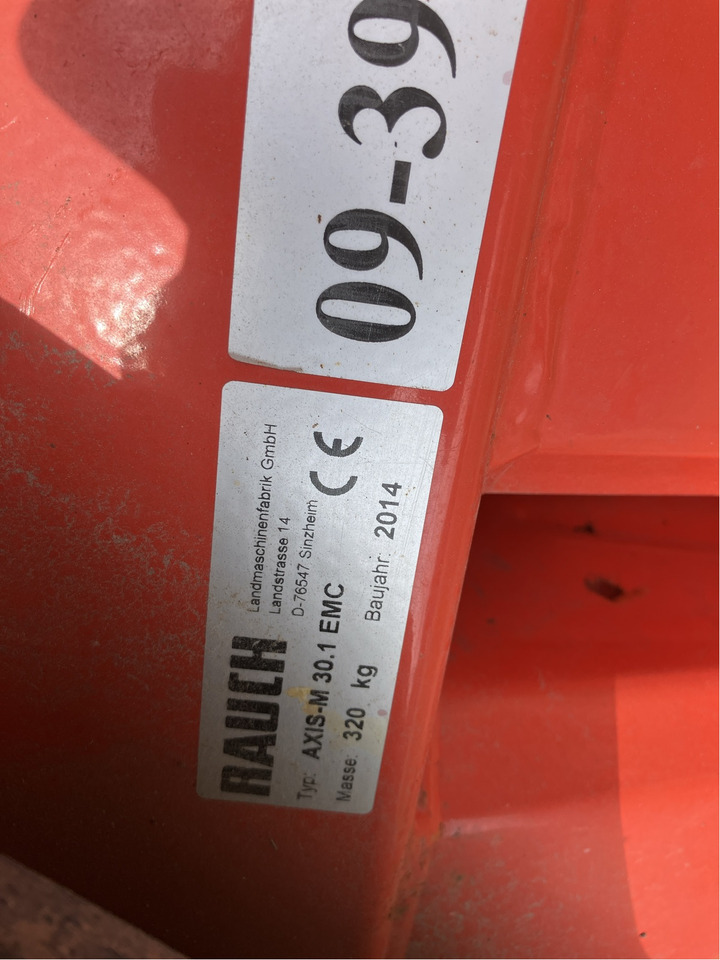 09-39
RAUCH
Landmaschinenfabrik GmbH
Landstrasse 14
D-76547 Sinzheim
CE
Typ: AXIS-M 30.1 EMC
Masse: 320 kg Baujahr: 2014